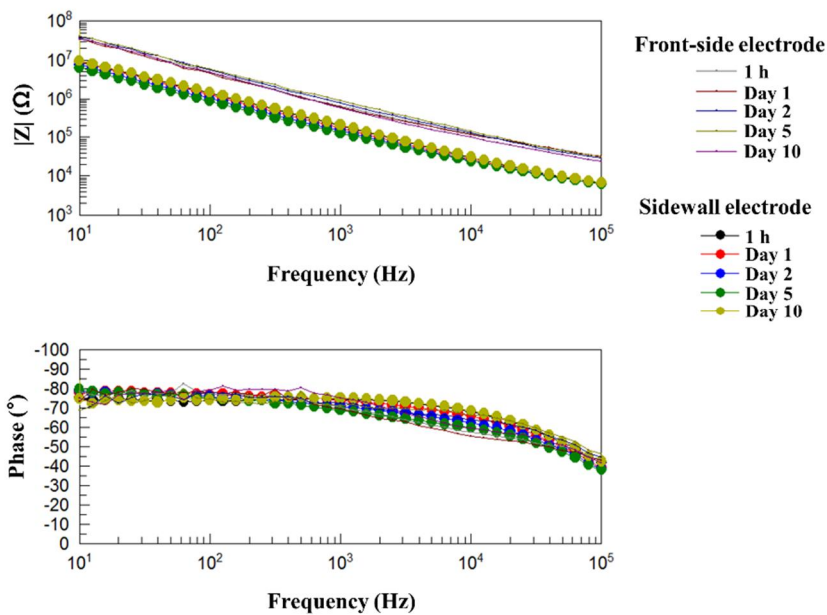 10⁸
10⁷
10⁶
10⁵
10⁴
10³
|Z| (Ω)
10¹ 10² 10³ 10⁴ 10⁵
Frequency (Hz)
Front-side electrode
1 h
Day 1
Day 2
Day 5
Day 10
Sidewall electrode
1 h
Day 1
Day 2
Day 5
Day 10
-100
-90
-80
-70
-60
-50
-40
-30
-20
-10
0
Phase (°)
10¹ 10² 10³ 10⁴ 10⁵
Frequency (Hz)